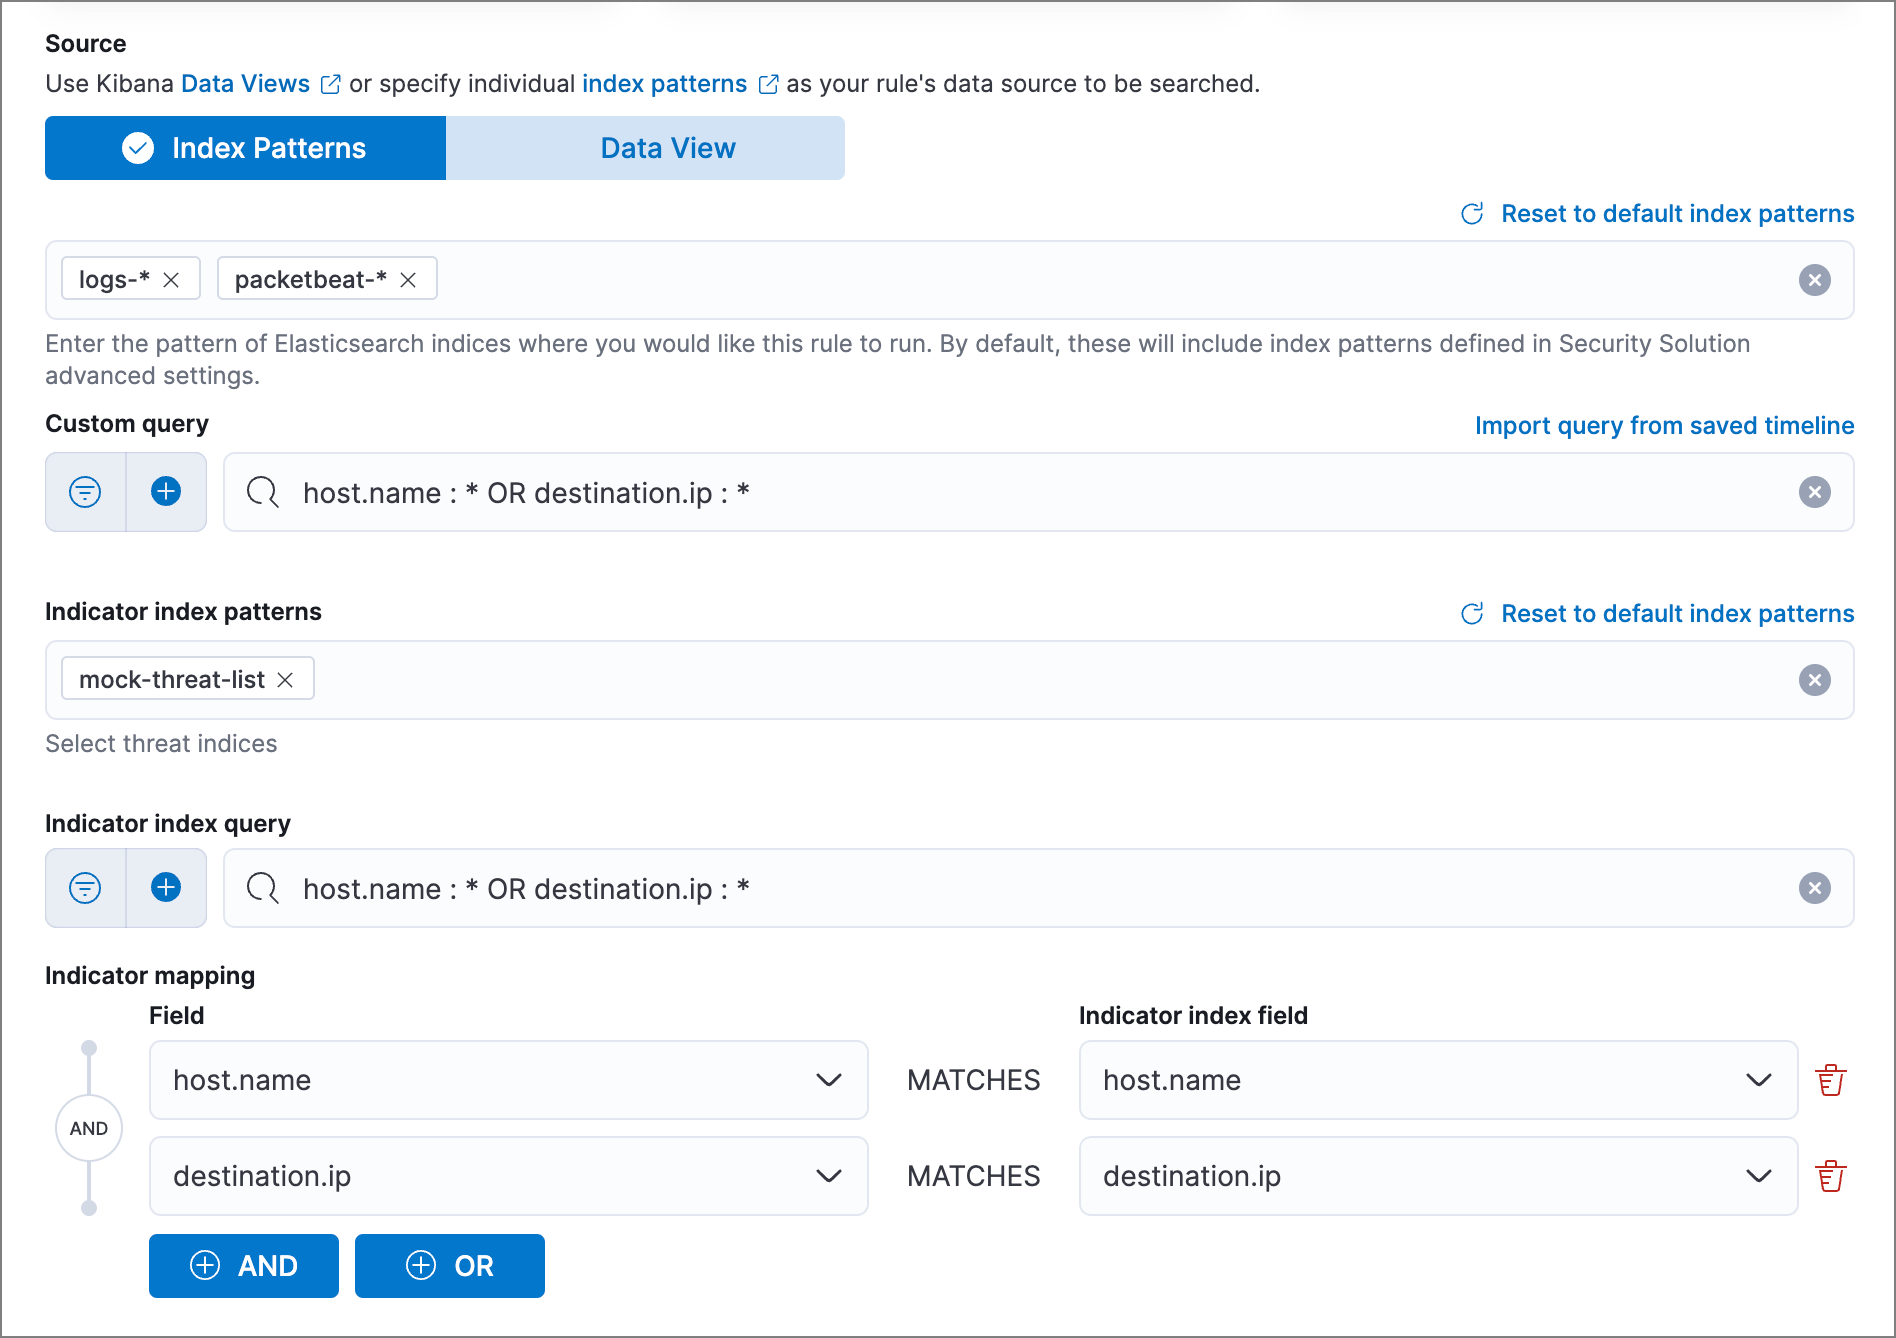 Source
Use Kibana Data Views or specify individual index patterns as your rule's data source to be searched.
Index Patterns Data View
Reset to default index patterns
logs-* packetbeat-*
Enter the pattern of Elasticsearch indices where you would like this rule to run. By default, these will include index patterns defined in Security Solution
advanced settings.
Custom query Import query from saved timeline
host.name : * OR destination.ip : *
Indicator index patterns Reset to default index patterns
mock-threat-list
Select threat indices
Indicator index query
host.name : * OR destination.ip : *
Indicator mapping
Field Indicator index field
host.name MATCHES host.name
AND
destination.ip MATCHES destination.ip
AND OR